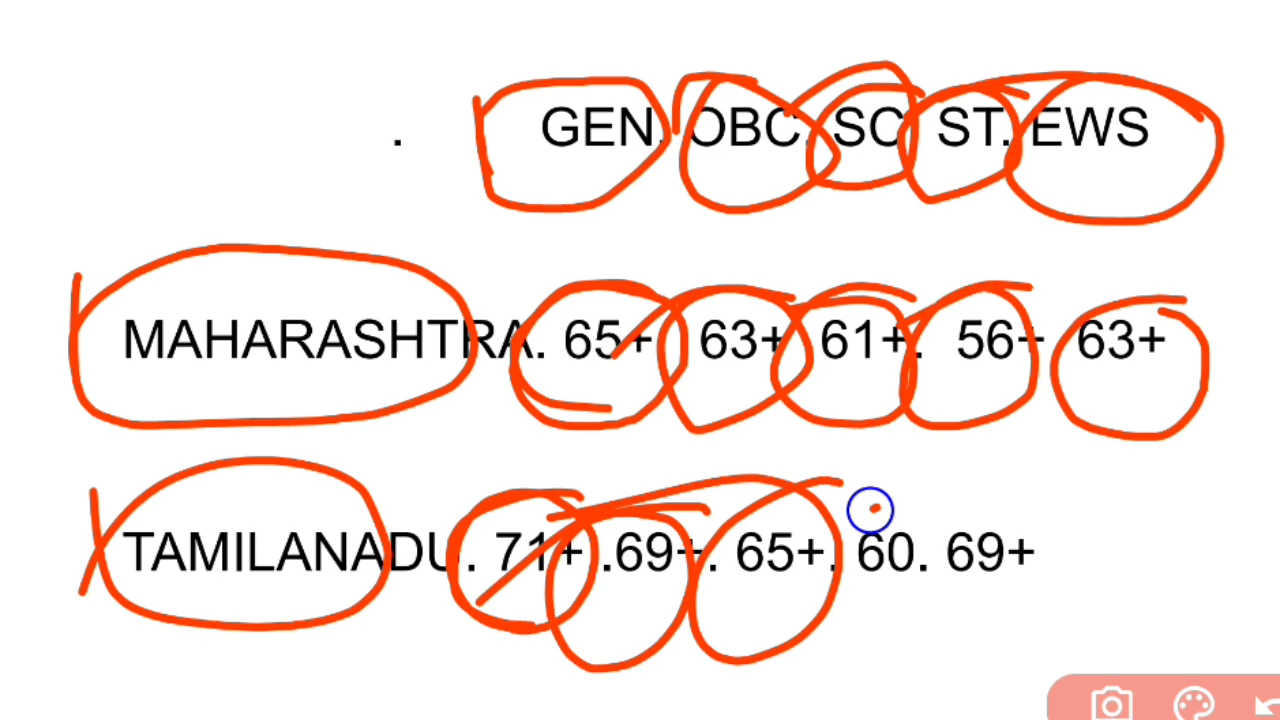 . GEN. OBC. SC ST. EWS
MAHARASHTRA. 65+ 63+ 61+. 56+ 63+
TAMILANADU. 71+ .69+. 65+. 60. 69+